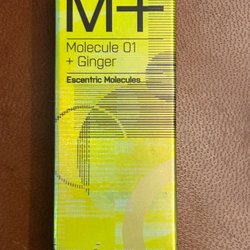 M+
Molecule 01
+ Ginger
Escentric Molecules